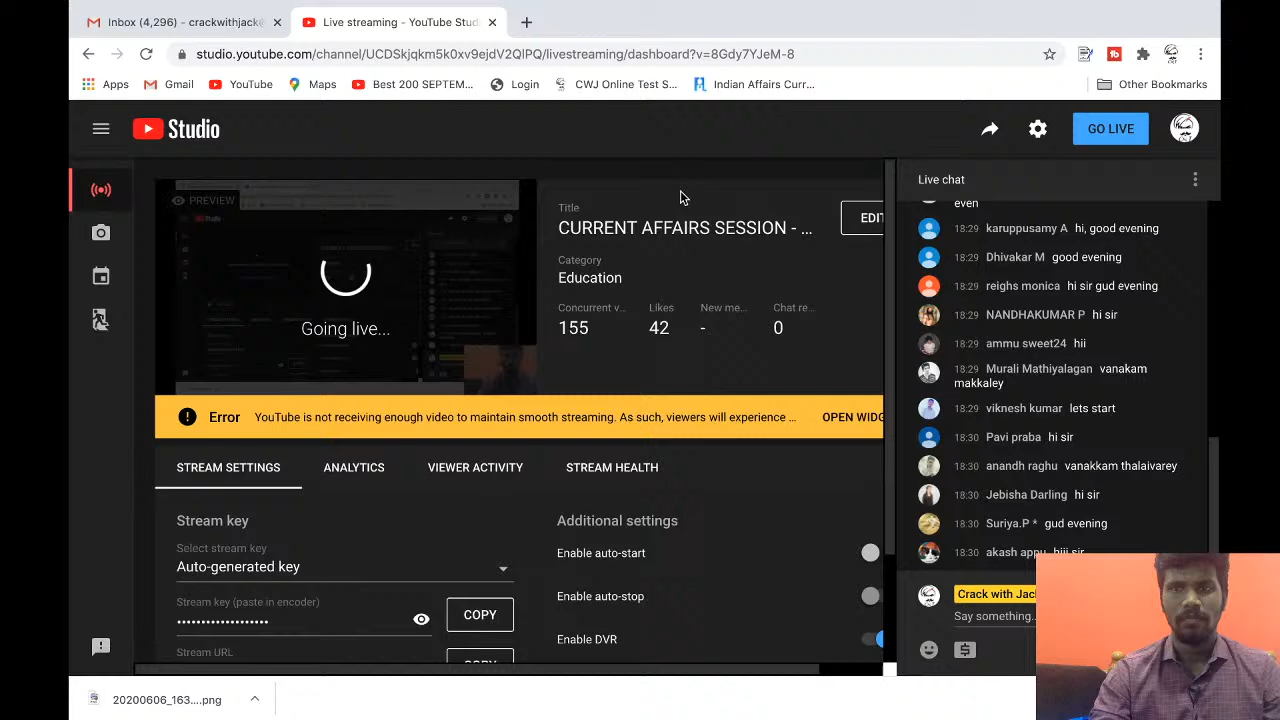 Inbox (4,296) - crackwithjack@
Live streaming - YouTube Stud
studio.youtube.com/channel/UCDSkjqkm5k0xv9ejdV2QlPQ/livestreaming/dashboard?v=8Gdy7YJeM-8
Apps
Gmail
YouTube
Maps
Best 200 SEPTEM...
Login
CWJ Online Test S...
Indian Affairs Curr...
Other Bookmarks
Studio
GO LIVE
PREVIEW
Going live...
Title
CURRENT AFFAIRS SESSION - ...
EDIT
Category
Education
Concurrent v...
Likes
New me...
Chat re...
155
42
-
0
Error
YouTube is not receiving enough video to maintain smooth streaming. As such, viewers will experience ...
OPEN WIDG
STREAM SETTINGS
ANALYTICS
VIEWER ACTIVITY
STREAM HEALTH
Stream key
Select stream key
Auto-generated key
Stream key (paste in encoder)
••••••••••••••••••••
COPY
Stream URL
COPY
Additional settings
Enable auto-start
Enable auto-stop
Enable DVR
Live chat
even
18:29 karuppusamy A hi, good evening
18:29 Dhivakar M good evening
18:29 reighs monica hi sir gud evening
18:29 NANDHAKUMAR P hi sir
18:29 ammu sweet24 hii
18:29 Murali Mathiyalagan vanakam
makkaley
18:29 viknesh kumar lets start
18:30 Pavi praba hi sir
18:30 anandh raghu vanakkam thalaivarey
18:30 Jebisha Darling hi sir
18:30 Suriya.P * gud evening
18:30 akash appu hiii sir
Crack with Jack
Say something...
20200606_163....png